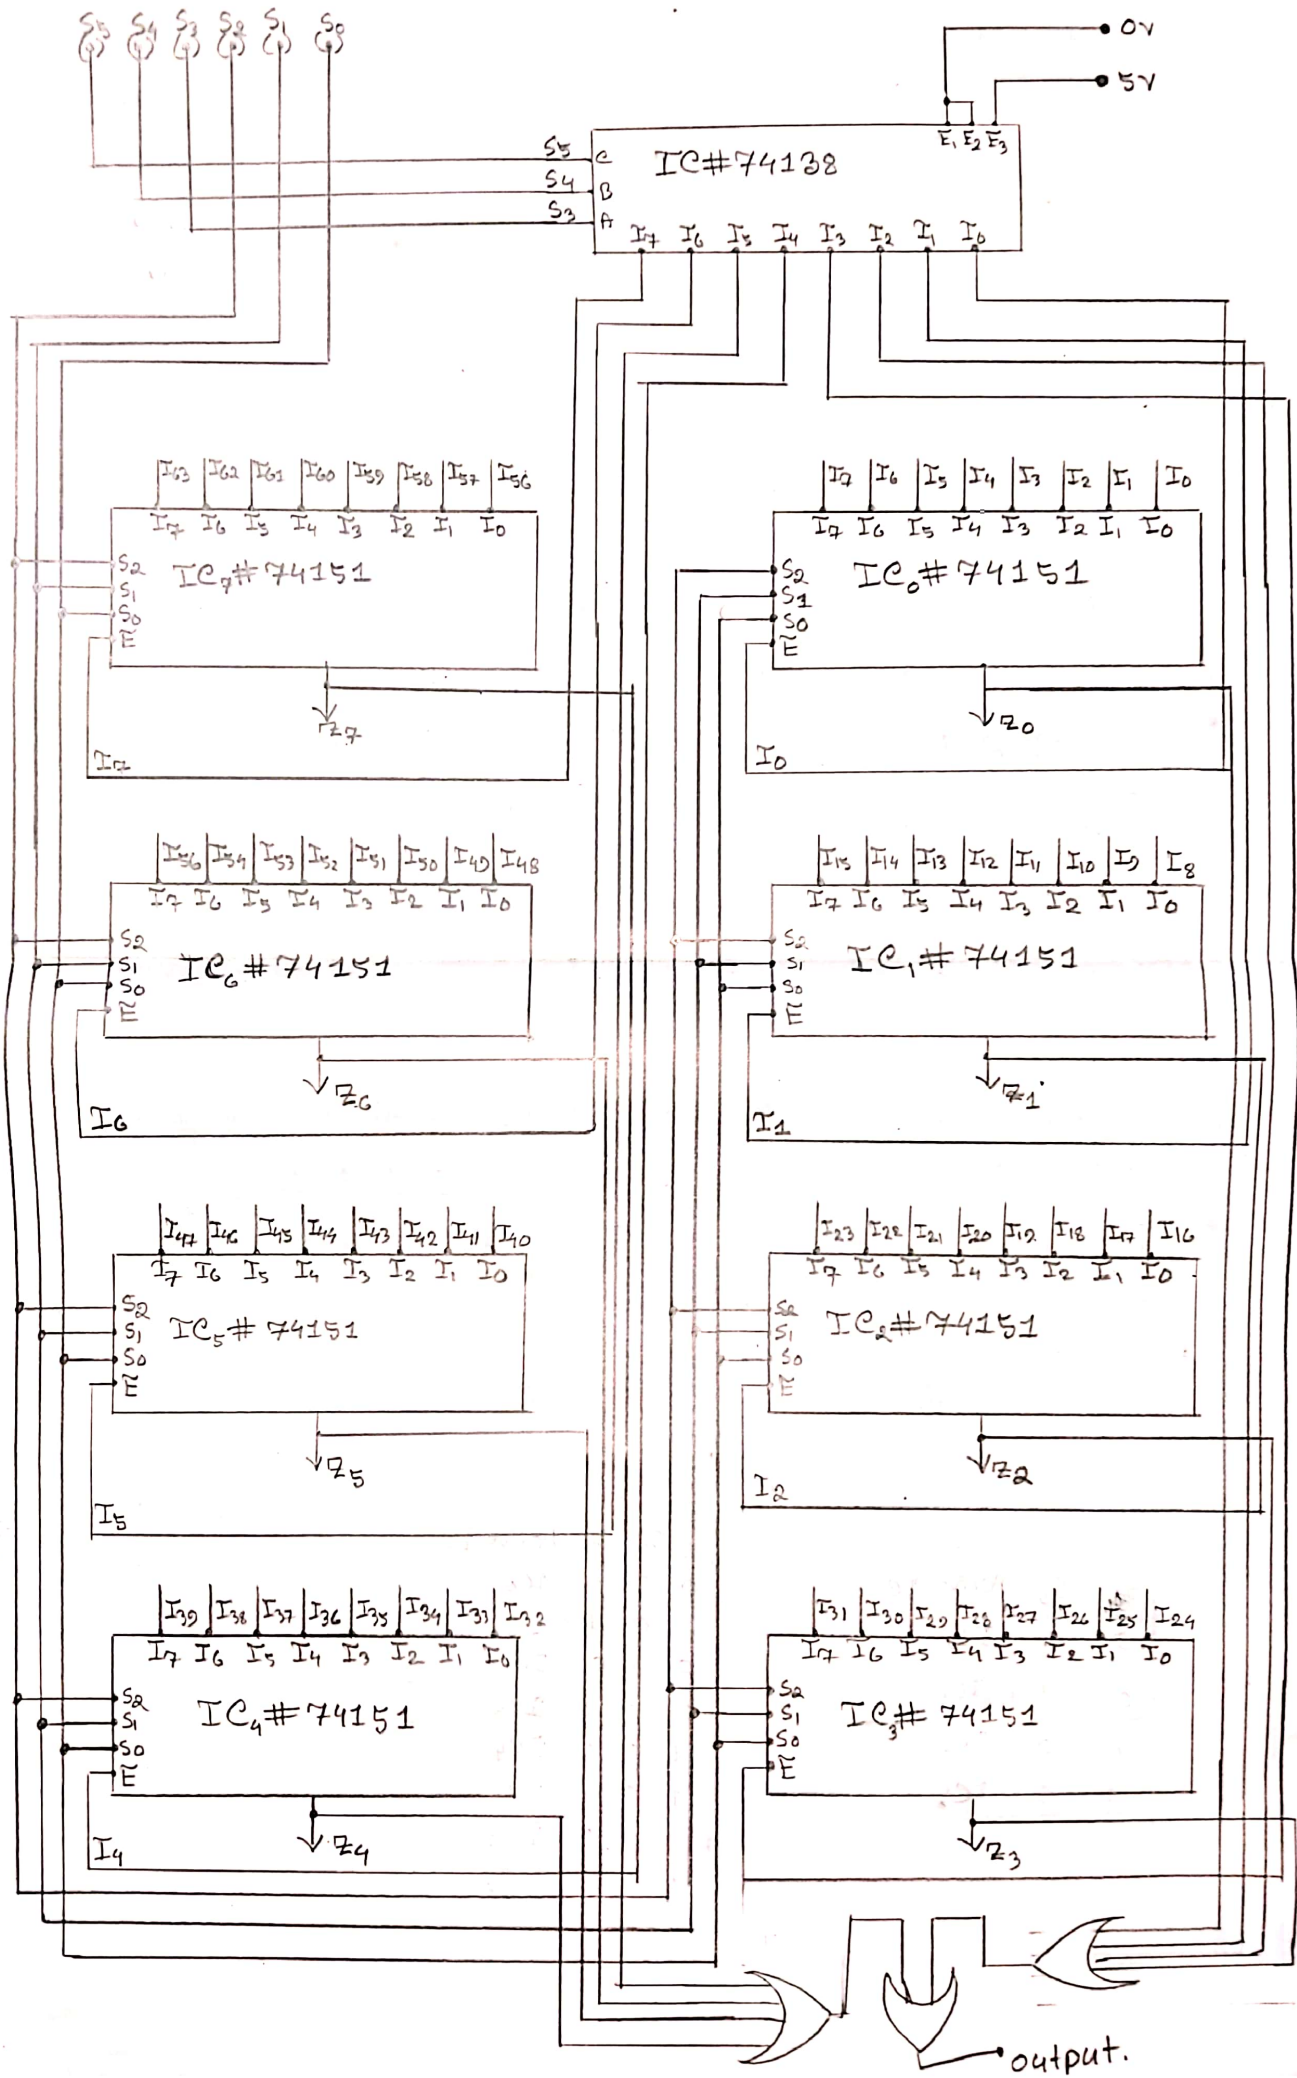 S5 S4 S3 S2 S1 S0
0V
5V
E̅1 E̅2 E3
IC#74138
S5 C
S4 B
S3 A
I7 I6 I5 I4 I3 I2 I1 I0
I63 I62 I61 I60 I59 I58 I57 I56
I7 I6 I5 I4 I3 I2 I1 I0
S2
S1
S0
E̅
IC7#74151
Z7
I7
I7 I6 I5 I4 I3 I2 I1 I0
I7 I6 I5 I4 I3 I2 I1 I0
S2
S1
S0
E̅
IC0#74151
Z0
I0
I56 I54 I53 I52 I51 I50 I49 I48
I7 I6 I5 I4 I3 I2 I1 I0
S2
S1
S0
E̅
IC6#74151
Z6
I6
I15 I14 I13 I12 I11 I10 I9 I8
I7 I6 I5 I4 I3 I2 I1 I0
S2
S1
S0
E̅
IC1#74151
Z1
I1
I47 I46 I45 I44 I43 I42 I41 I40
I7 I6 I5 I4 I3 I2 I1 I0
S2
S1
S0
E̅
IC5#74151
Z5
I5
I23 I22 I21 I20 I19 I18 I17 I16
I7 I6 I5 I4 I3 I2 I1 I0
S2
S1
S0
E̅
IC2#74151
Z2
I2
I39 I38 I37 I36 I35 I34 I33 I32
I7 I6 I5 I4 I3 I2 I1 I0
S2
S1
S0
E̅
IC4#74151
Z4
I4
I31 I30 I29 I28 I27 I26 I25 I24
I7 I6 I5 I4 I3 I2 I1 I0
S2
S1
S0
E̅
IC3#74151
Z3
output.